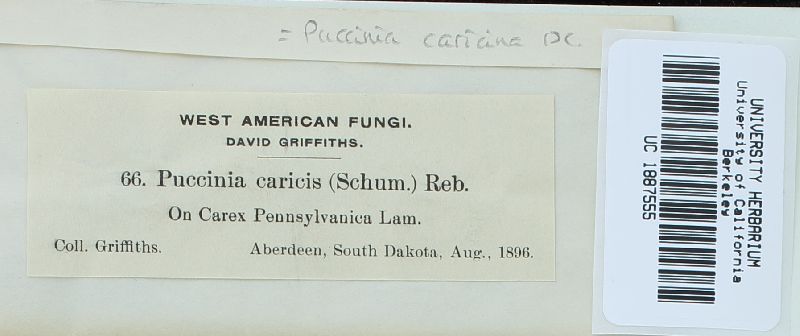 = Puccinia caricina DC.
WEST AMERICAN FUNGI.
DAVID GRIFFITHS.
66. Puccinia caricis (Schum.) Reb.
On Carex Pennsylvanica Lam.
Coll. Griffiths. Aberdeen, South Dakota, Aug., 1896.
UNIVERSITY HERBARIUM
University of California
Berkeley
UC 1887555